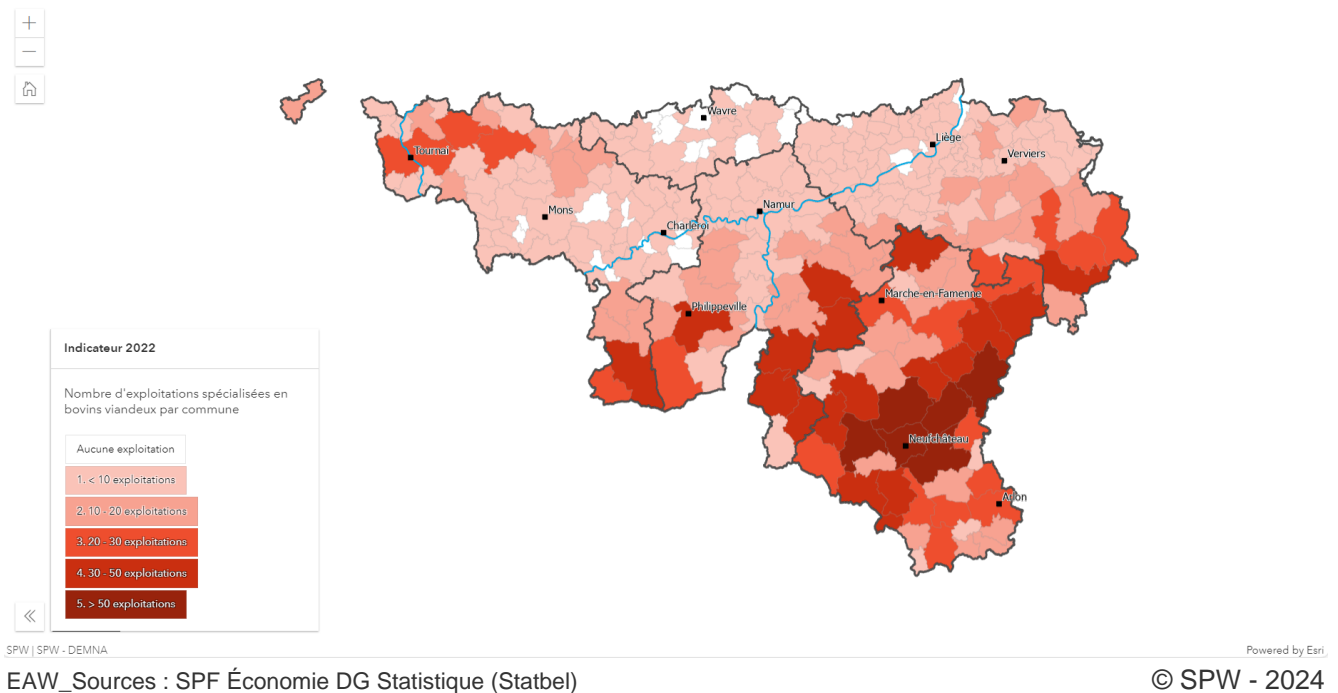 Wavre
Liège
Tournai
Verviers
Mons
Namur
Charleroi
Marche-en-Famenne
Philippeville
Indicateur 2022
Nombre d'exploitations spécialisées en
bovins viandeux par commune
Aucune exploitation
1. < 10 exploitations
2. 10 - 20 exploitations
3. 20 - 30 exploitations
4. 30 - 50 exploitations
5. > 50 exploitations
Neufchâteau
Arlon
SPW | SPW - DEMNA
Powered by Esri
EAW_Sources : SPF Économie DG Statistique (Statbel)
© SPW - 2024